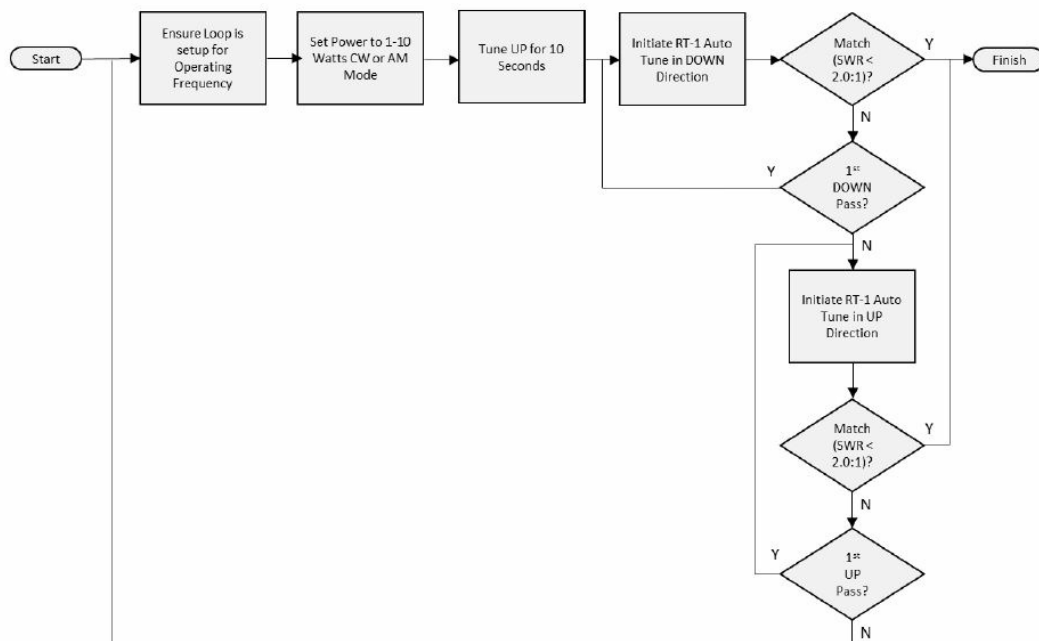 Start
Ensure Loop is
setup for
Operating
Frequency
Set Power to 1-10
Watts CW or AM
Mode
Tune UP for 10
Seconds
Initiate RT-1 Auto
Tune in DOWN
Direction
Match
(SWR <
2.0:1)?
Y
Finish
N
1st
DOWN
Pass?
Y
N
Initiate RT-1 Auto
Tune in UP
Direction
Match
(SWR <
2.0:1)?
Y
N
1st
UP
Pass?
Y
N